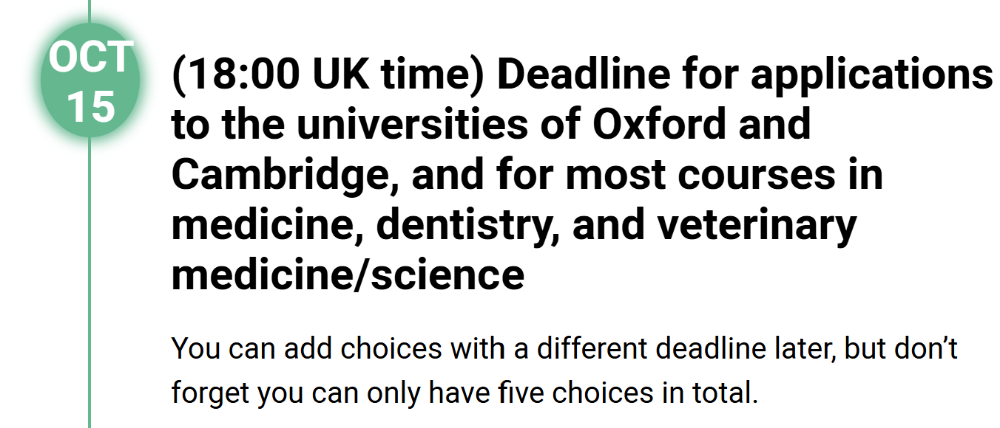 OCT
15
(18:00 UK time) Deadline for applications
to the universities of Oxford and
Cambridge, and for most courses in
medicine, dentistry, and veterinary
medicine/science
You can add choices with a different deadline later, but don’t
forget you can only have five choices in total.